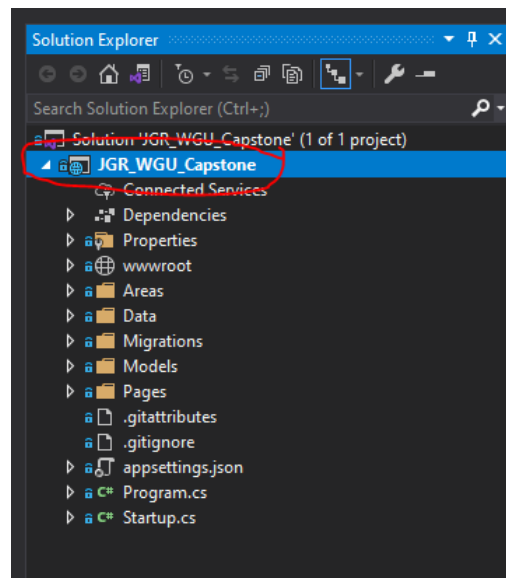 Solution Explorer
Search Solution Explorer (Ctrl+;)
Solution 'JGR_WGU_Capstone' (1 of 1 project)
JGR_WGU_Capstone
Connected Services
Dependencies
Properties
wwwroot
Areas
Data
Migrations
Models
Pages
.gitattributes
.gitignore
appsettings.json
C# Program.cs
C# Startup.cs